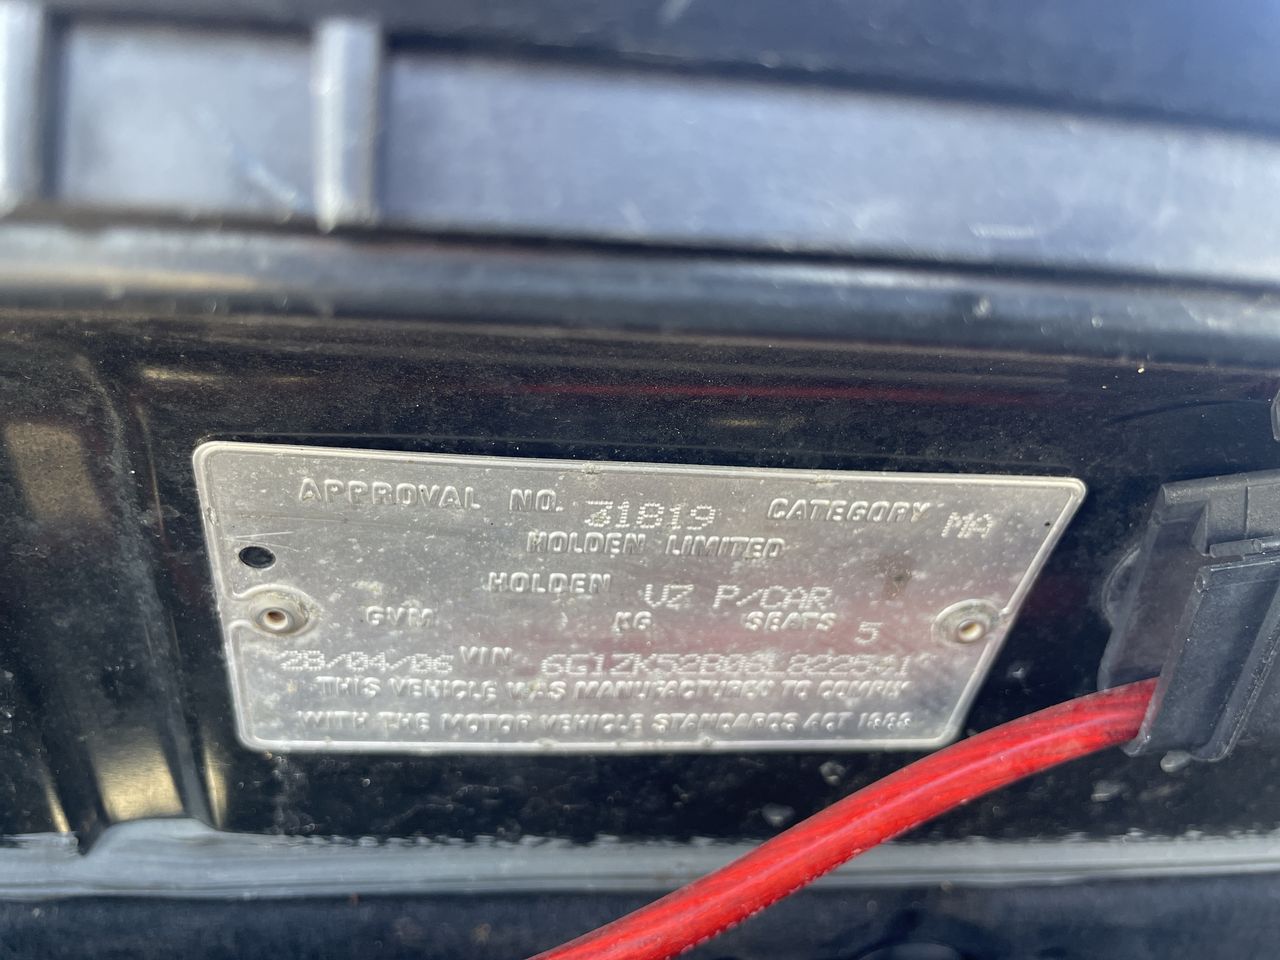 APPROVAL NO. 31819 CATEGORY MA
HOLDEN LIMITED
HOLDEN VZ P/CAR
GVM KG SEATS 5
28/04/06 VIN
THIS VEHICLE WAS MANUFACTURED TO COMPLY
WITH THE MOTOR VEHICLE STANDARDS ACT 1989